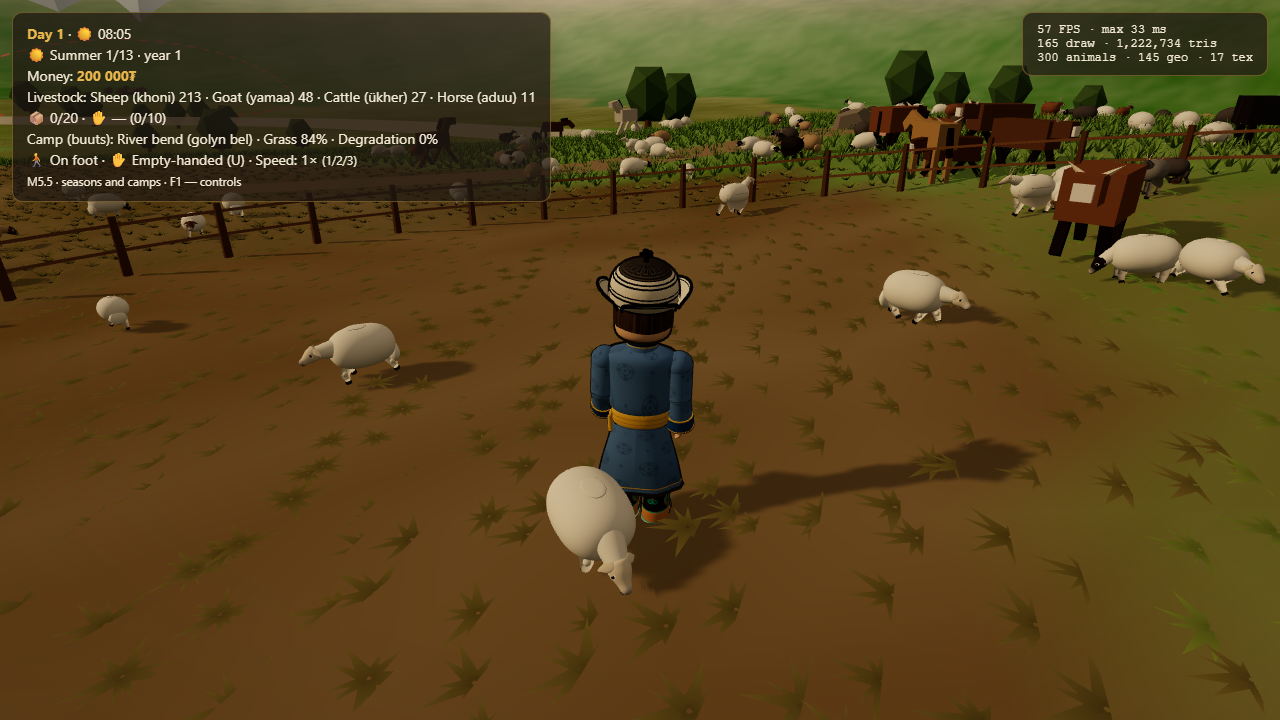 Day 1 · ☀️ 08:05
☀️ Summer 1/13 · year 1
Money: 200 000₮
Livestock: Sheep (khoni) 213 · Goat (yamaa) 48 · Cattle (ükher) 27 · Horse (aduu) 11
📦 0/20 · ✋ — (0/10)
Camp (buuts): River bend (golyn bel) · Grass 84% · Degradation 0%
🚶 On foot · ✋ Empty-handed (U) · Speed: 1× (1/2/3)
M5.5 · seasons and camps · F1 — controls
57 FPS · max 33 ms
165 draw · 1,222,734 tris
300 animals · 145 geo · 17 tex